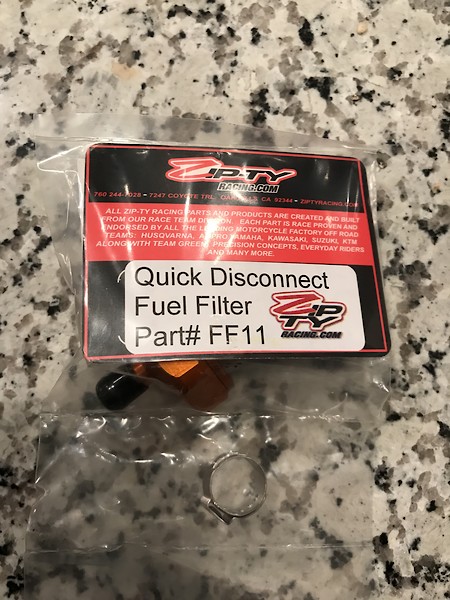 ZIP-TY
RACING.COM
760 244-7028 - 7247 COYOTE TRL. OAK HILLS, CA 92344 - ZIPTYRACING.COM
ALL ZIP-TY RACING PARTS AND PRODUCTS ARE CREATED AND BUILT
FROM OUR RACE TEAM DIVISION. EACH PART IS RACE PROVEN AND
ENDORSED BY ALL THE LEADING MOTORCYCLE FACTORY OFF ROAD
TEAMS: HUSQVARNA, AMPRO YAMAHA, KAWASAKI, SUZUKI, KTM
ALONG WITH TEAM GREEN, PRECISION CONCEPTS, EVERYDAY RIDERS
AND MANY MORE.
Quick Disconnect
Fuel Filter
Part# FF11
ZIP
TY
RACING.COM